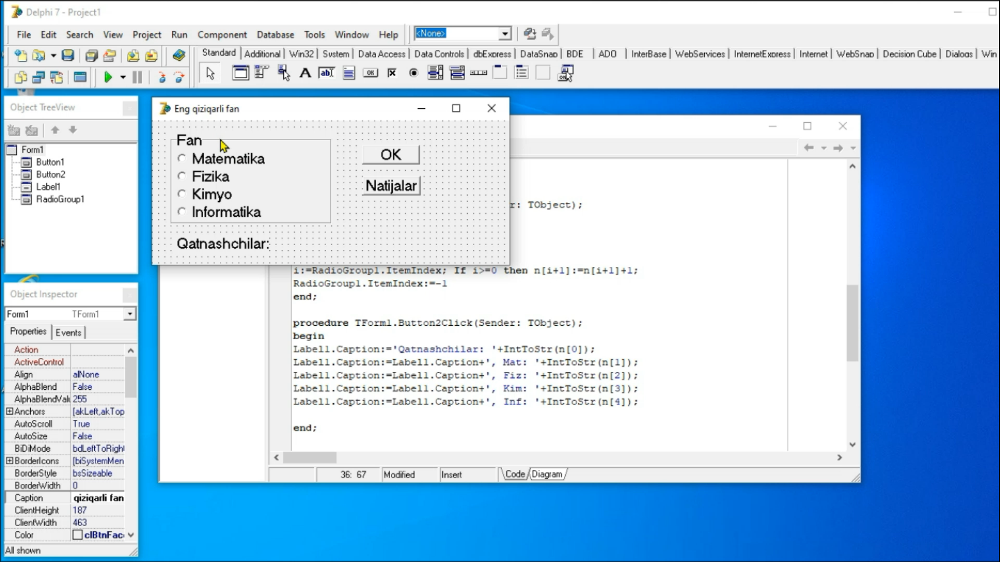 Delphi 7 - Project1
File Edit Search View Project Run Component Database Tools Window Help <None>
Standard Additional Win32 System Data Access Data Controls dbExpress DataSnap BDE ADO InterBase WebServices InternetExpress Internet WebSnap Decision Cube Dialogs Win
Object TreeView
Form1
Button1
Button2
Label1
RadioGroup1
Eng qiziqarli fan
Fan
Matematika
Fizika
Kimyo
Informatika
OK
Natijalar
Qatnashchilar:
r: TObject);
i:=RadioGroup1.ItemIndex; If i>=0 then n[i+1]:=n[i+1]+1;
RadioGroup1.ItemIndex:=-1
end;
procedure TForm1.Button2Click(Sender: TObject);
begin
Label1.Caption:='Qatnashchilar: '+IntToStr(n[0]);
Label1.Caption:=Label1.Caption+', Mat: '+IntToStr(n[1]);
Label1.Caption:=Label1.Caption+', Fiz: '+IntToStr(n[2]);
Label1.Caption:=Label1.Caption+', Kim: '+IntToStr(n[3]);
Label1.Caption:=Label1.Caption+', Inf: '+IntToStr(n[4]);
end;
36: 67 Modified Insert Code Diagram
Object Inspector
Form1 TForm1
Properties Events
Action
ActiveControl
Align alNone
AlphaBlend False
AlphaBlendVal 255
Anchors [akLeft,akTop
AutoScroll True
AutoSize False
BiDiMode bdLeftToRight
BorderIcons [biSystemMen
BorderStyle bsSizeable
BorderWidth 0
Caption qiziqarli fan
ClientHeight 187
ClientWidth 463
Color clBtnFac
All shown